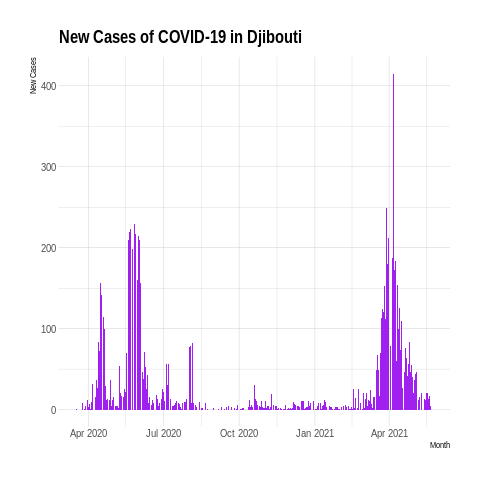 New Cases of COVID-19 in Djibouti
New Cases
400
300
200
100
0
Apr 2020 Jul 2020 Oct 2020 Jan 2021 Apr 2021
Month